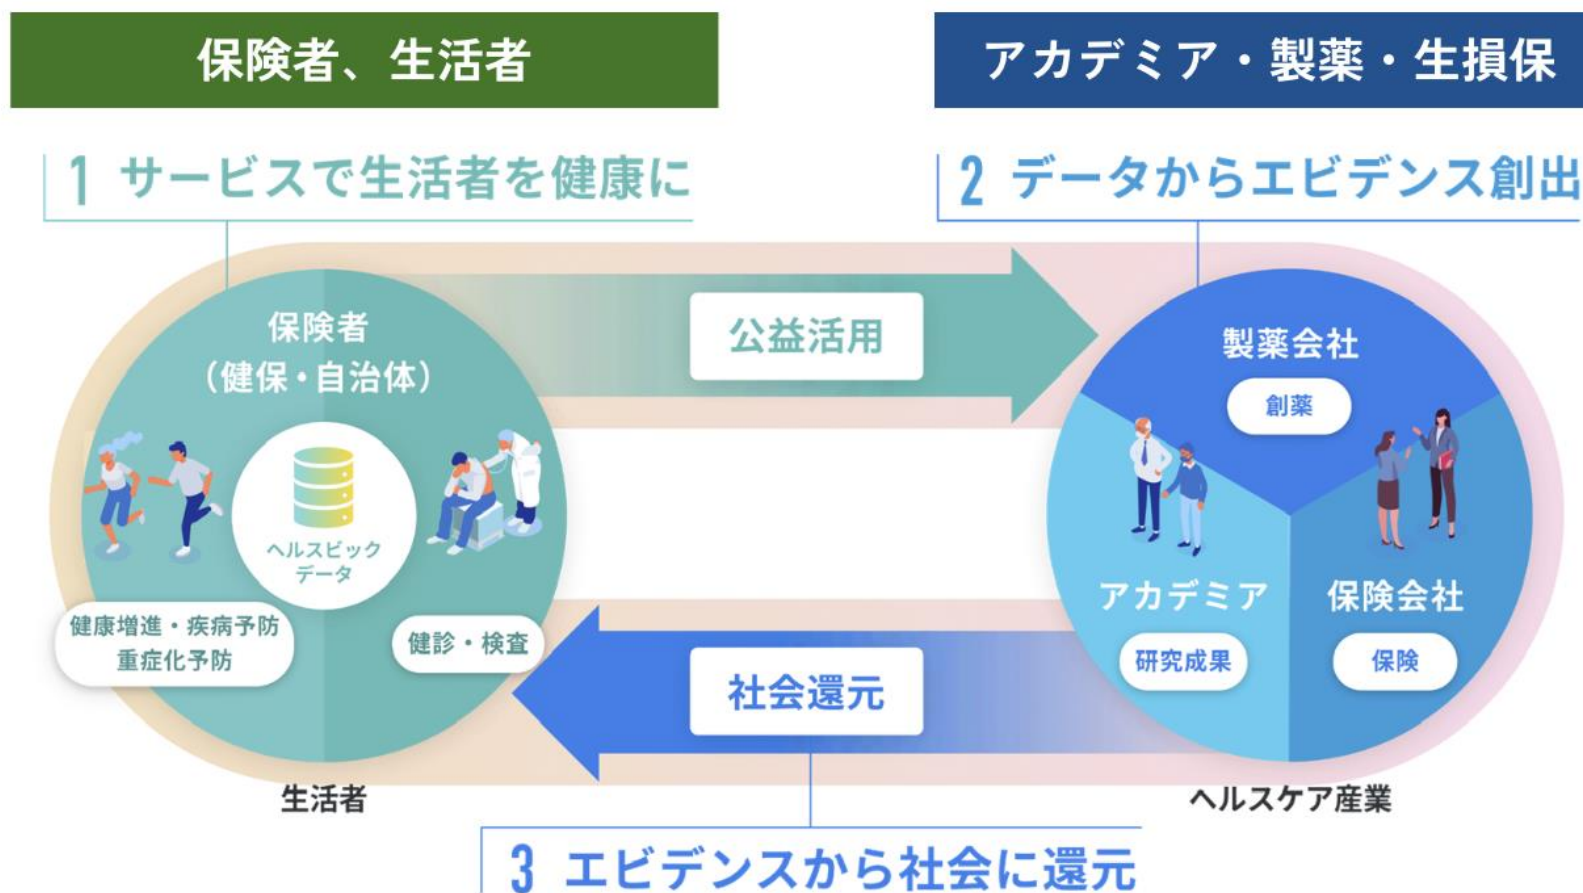 保険者、生活者
アカデミア・製薬・生損保
1 サービスで生活者を健康に
2 データからエビデンス創出
保険者
（健保・自治体）
ヘルスビック
データ
健康増進・疾病予防
重症化予防
健診・検査
生活者
公益活用
社会還元
製薬会社
創薬
アカデミア
研究成果
保険会社
保険
ヘルスケア産業
3 エビデンスから社会に還元